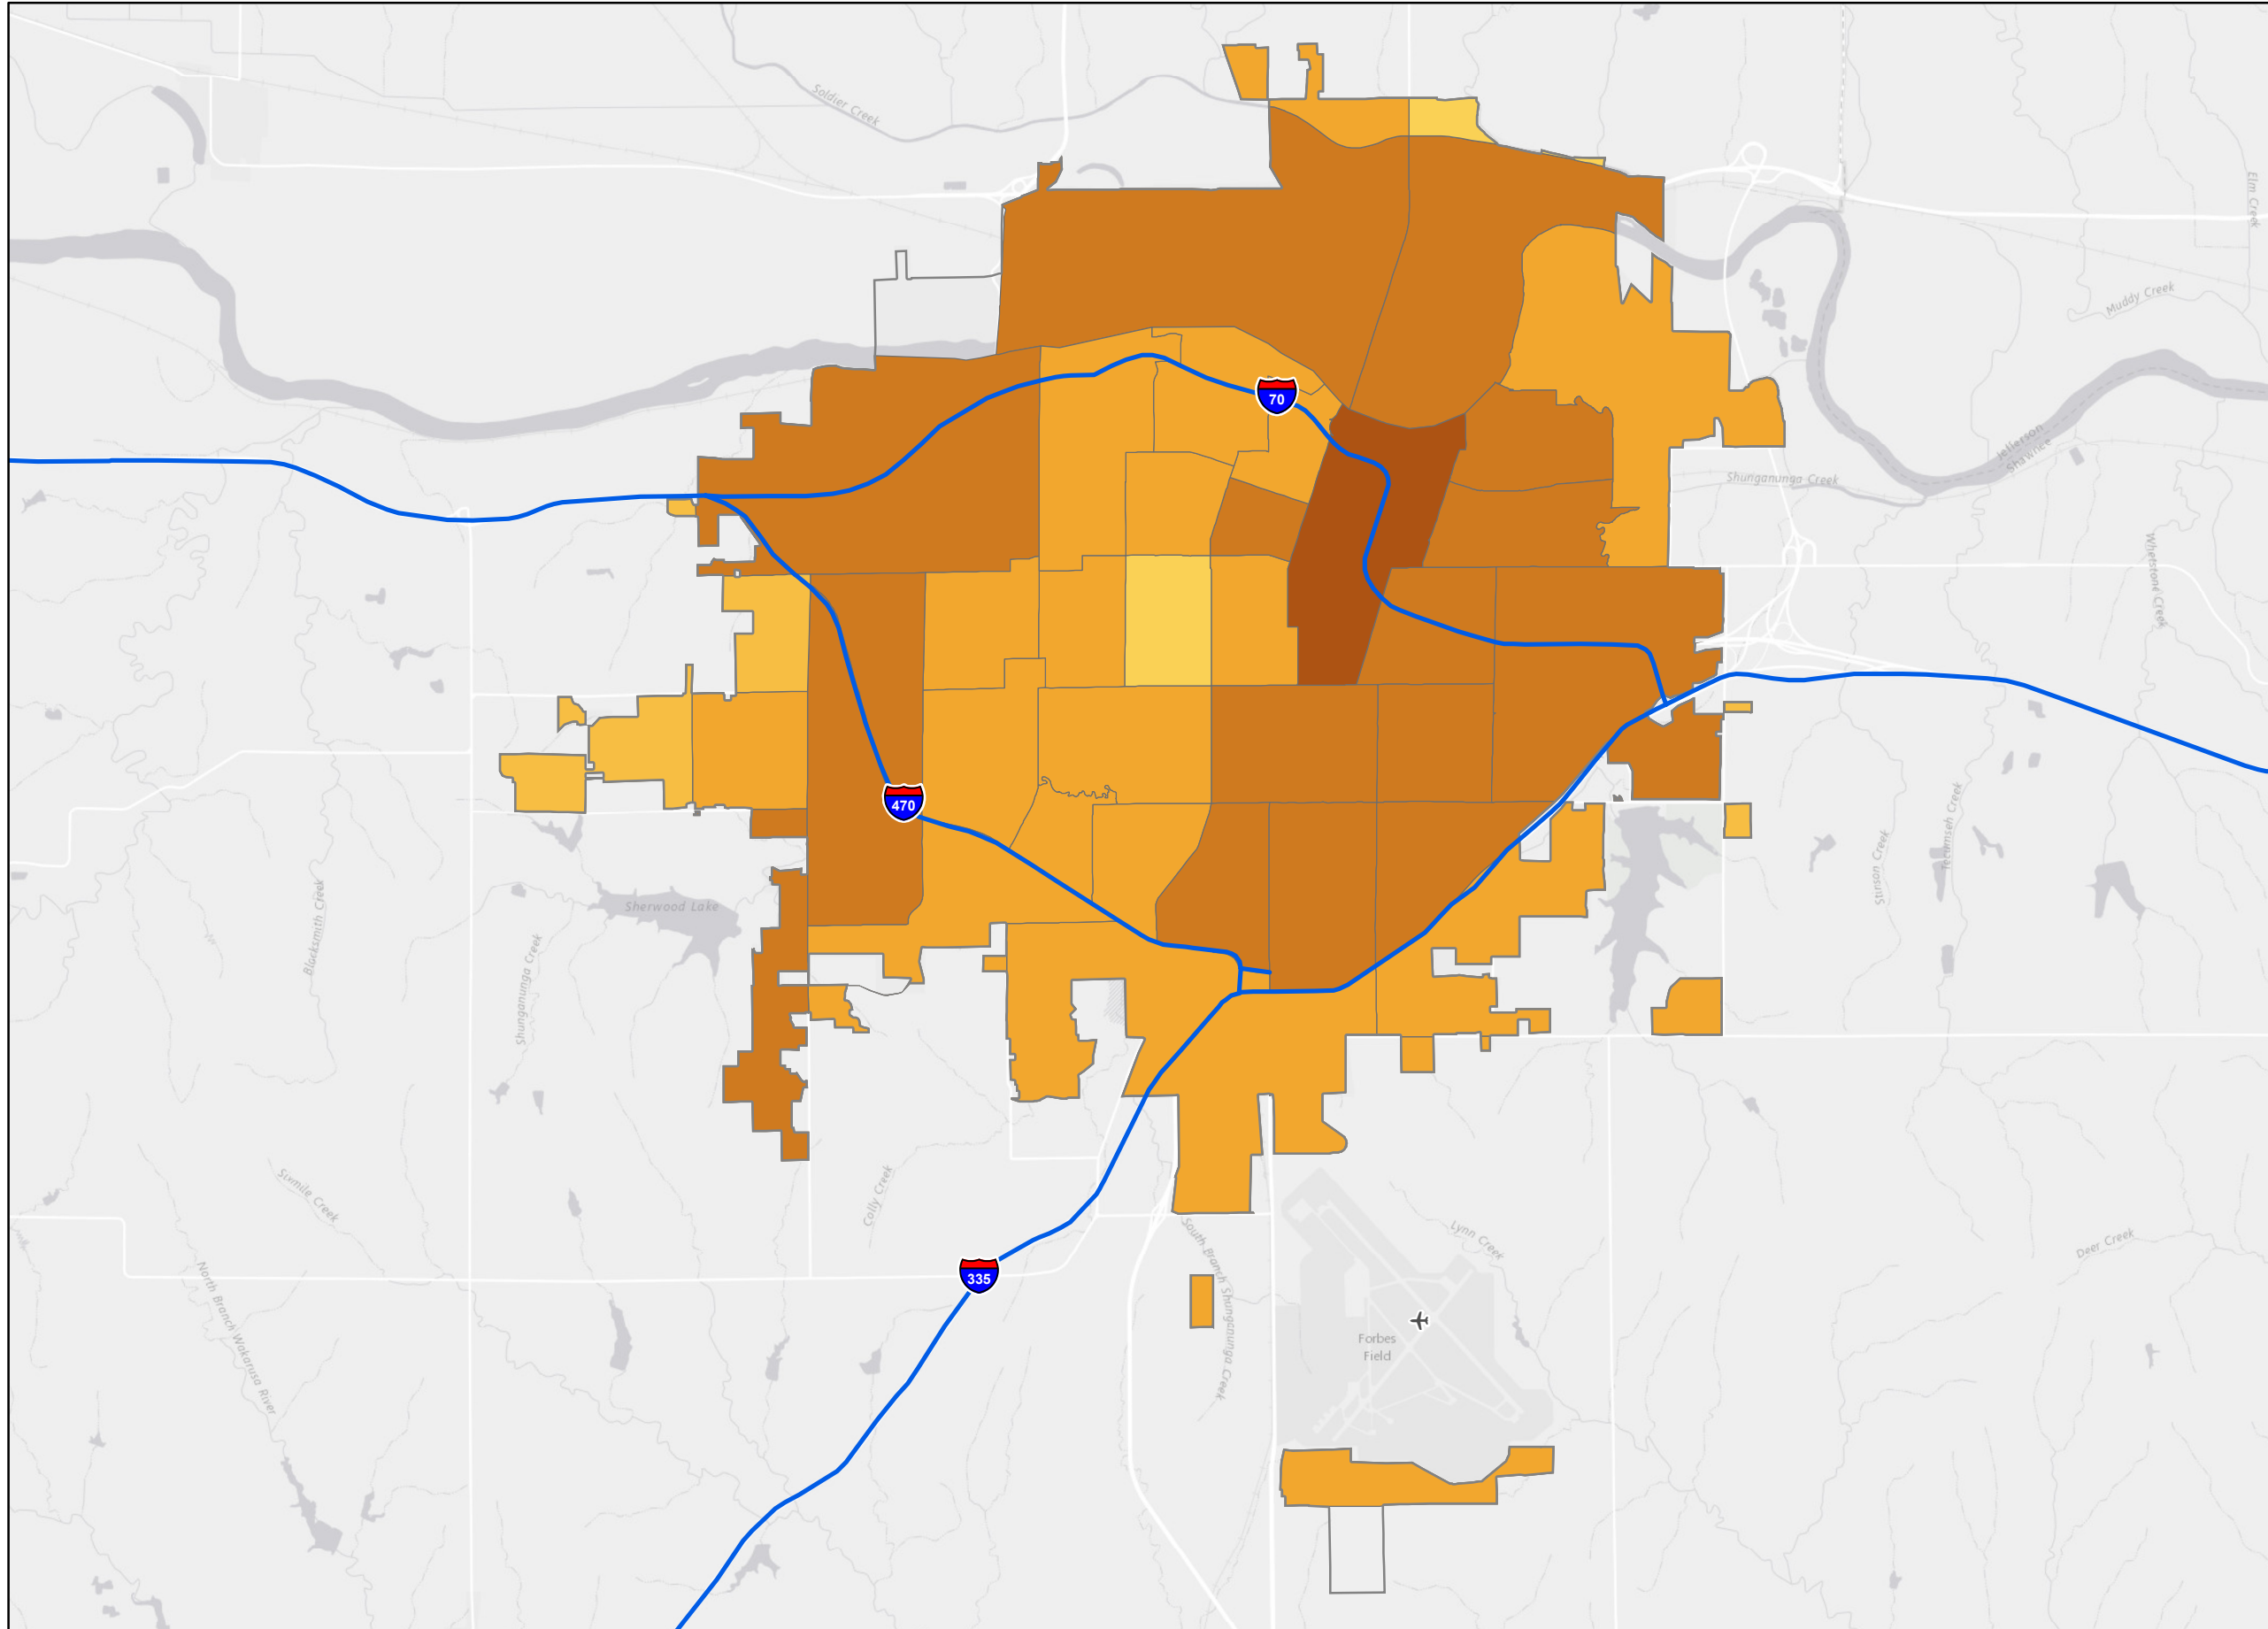 Soldier Creek
Elm Creek
Muddy Creek
70
Jefferson
Shawnee
Shunganunga Creek
Whetstone Creek
470
Tecumseh Creek
Stinson Creek
Sherwood Lake
Blacksmith Creek
Shunganunga Creek
Sixmile Creek
Colly Creek
South Branch Shunganunga Creek
Lynn Creek
Deer Creek
335
North Branch Wakarusa River
Forbes
Field